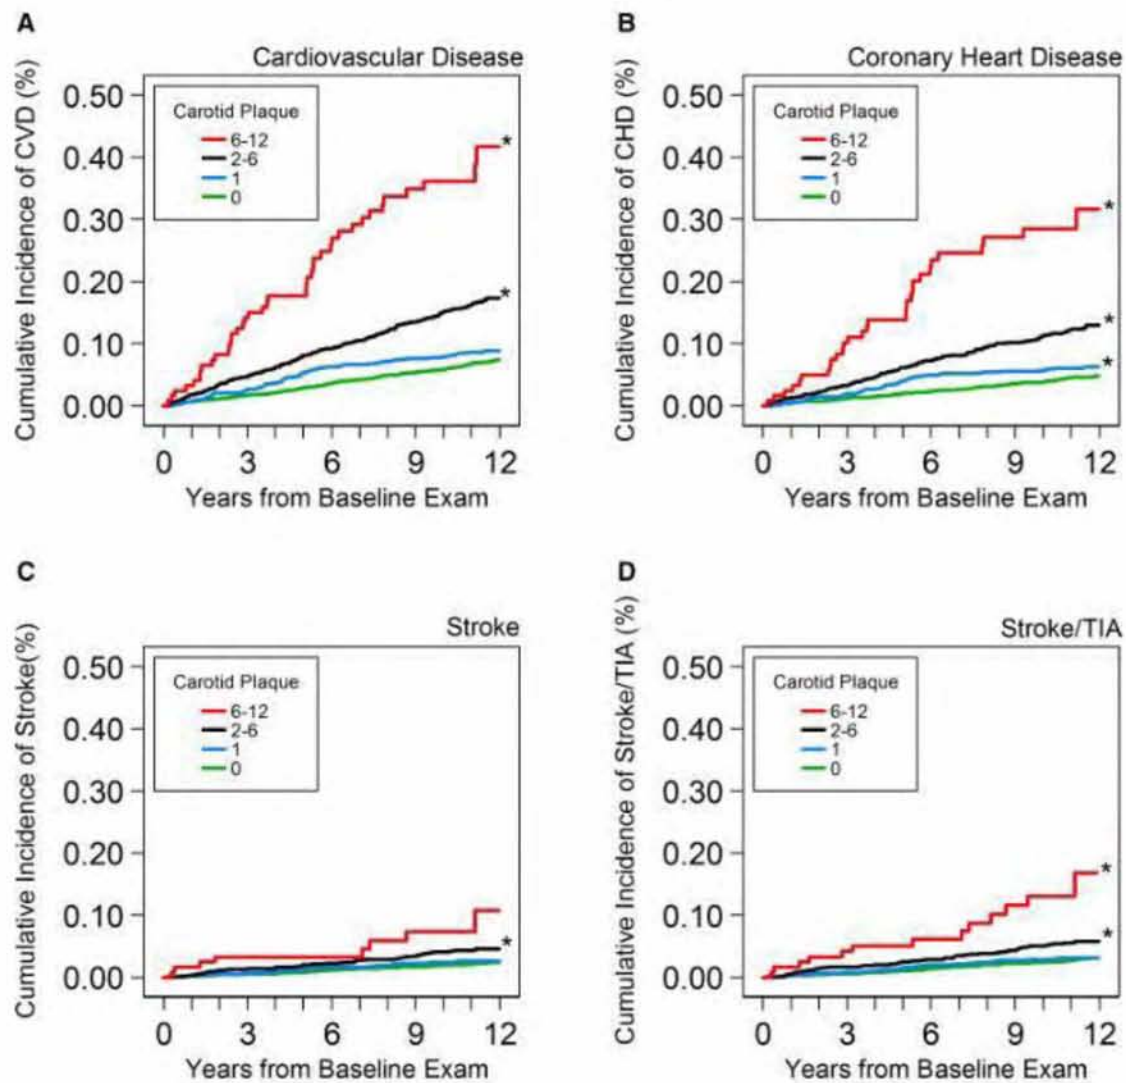 A
Cardiovascular Disease
Cumulative Incidence of CVD (%)
0.50
0.40
0.30
0.20
0.10
0.00
Carotid Plaque
6-12
2-6
1
0
*
*
0 3 6 9 12
Years from Baseline Exam
B
Coronary Heart Disease
Cumulative Incidence of CHD (%)
0.50
0.40
0.30
0.20
0.10
0.00
Carotid Plaque
6-12
2-6
1
0
*
*
*
0 3 6 9 12
Years from Baseline Exam
C
Stroke
Cumulative Incidence of Stroke(%)
0.50
0.40
0.30
0.20
0.10
0.00
Carotid Plaque
6-12
2-6
1
0
*
0 3 6 9 12
Years from Baseline Exam
D
Stroke/TIA
Cumulative Incidence of Stroke/TIA (%)
0.50
0.40
0.30
0.20
0.10
0.00
Carotid Plaque
6-12
2-6
1
0
*
*
0 3 6 9 12
Years from Baseline Exam